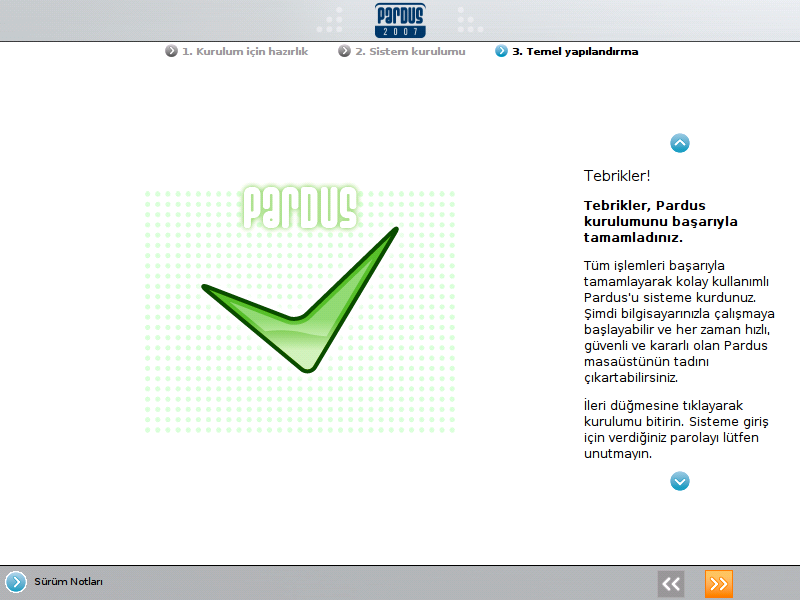 PARDUS
2007
1. Kurulum için hazırlık
2. Sistem kurulumu
3. Temel yapılandırma
PARDUS
Tebrikler!
Tebrikler, Pardus
kurulumunu başarıyla
tamamladınız.
Tüm işlemleri başarıyla
tamamlayarak kolay kullanımlı
Pardus'u sisteme kurdunuz.
Şimdi bilgisayarınızla çalışmaya
başlayabilir ve her zaman hızlı,
güvenli ve kararlı olan Pardus
masaüstünün tadını
çıkartabilirsiniz.
İleri düğmesine tıklayarak
kurulumu bitirin. Sisteme giriş
için verdiğiniz parolayı lütfen
unutmayın.
Sürüm Notları